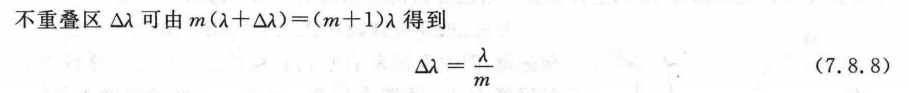 不重叠区 Δλ 可由 m(λ+Δλ)=(m+1)λ 得到
Δλ = λ/m (7.8.8)